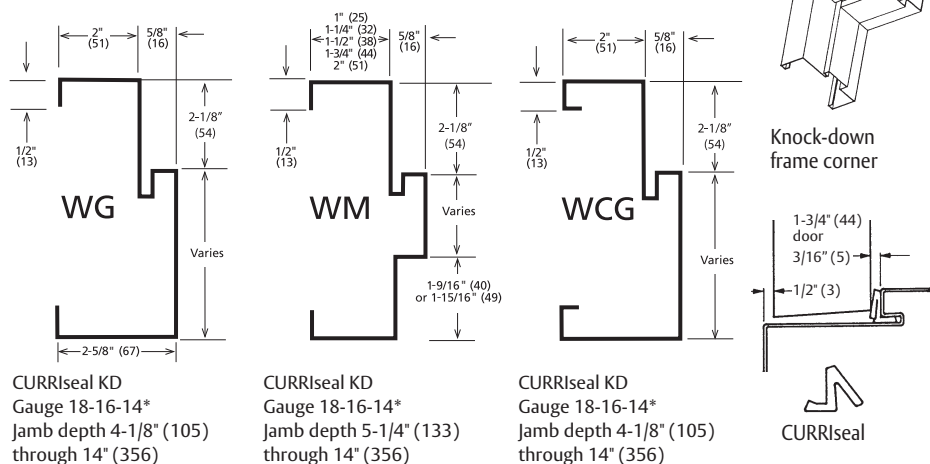 2"
(51)
5/8"
(16)
1/2"
(13)
2-1/8"
(54)
WG
Varies
2-5/8" (67)
CURRIseal KD
Gauge 18-16-14*
Jamb depth 4-1/8" (105)
through 14" (356)
1" (25)
1-1/4" (32)
1-1/2" (38)
1-3/4" (44)
2" (51)
5/8"
(16)
1/2"
(13)
2-1/8"
(54)
WM
Varies
1-9/16" (40)
or 1-15/16" (49)
CURRIseal KD
Gauge 18-16-14*
Jamb depth 5-1/4" (133)
through 14" (356)
2"
(51)
5/8"
(16)
1/2"
(13)
2-1/8"
(54)
WCG
Varies
CURRIseal KD
Gauge 18-16-14*
Jamb depth 4-1/8" (105)
through 14" (356)
Knock-down
frame corner
1-3/4" (44)
door
3/16" (5)
1/2" (3)
CURRIseal